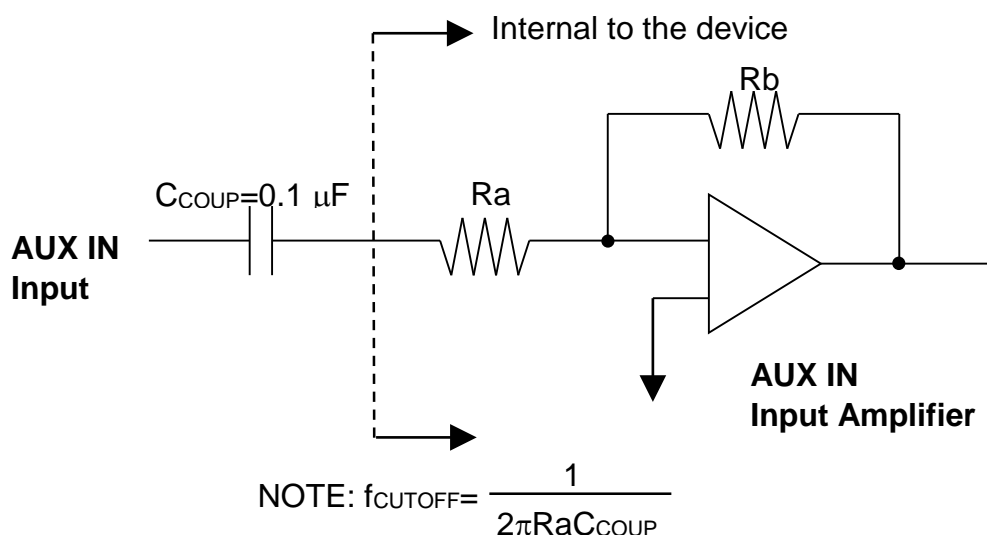 Internal to the device
Rb
CCOUP=0.1 μF
Ra
AUX IN
Input
AUX IN
Input Amplifier
NOTE: fCUTOFF= 1
2πRaCCOUP